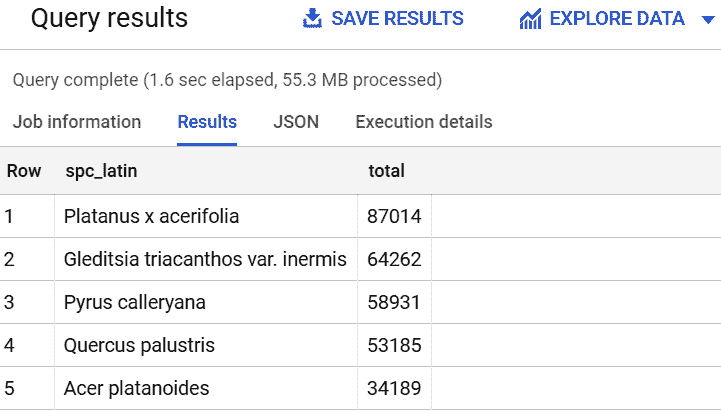 Query results SAVE RESULTS EXPLORE DATA
Query complete (1.6 sec elapsed, 55.3 MB processed)
Job information Results JSON Execution details
Row spc_latin total
1 Platanus x acerifolia 87014
2 Gleditsia triacanthos var. inermis 64262
3 Pyrus calleryana 58931
4 Quercus palustris 53185
5 Acer platanoides 34189